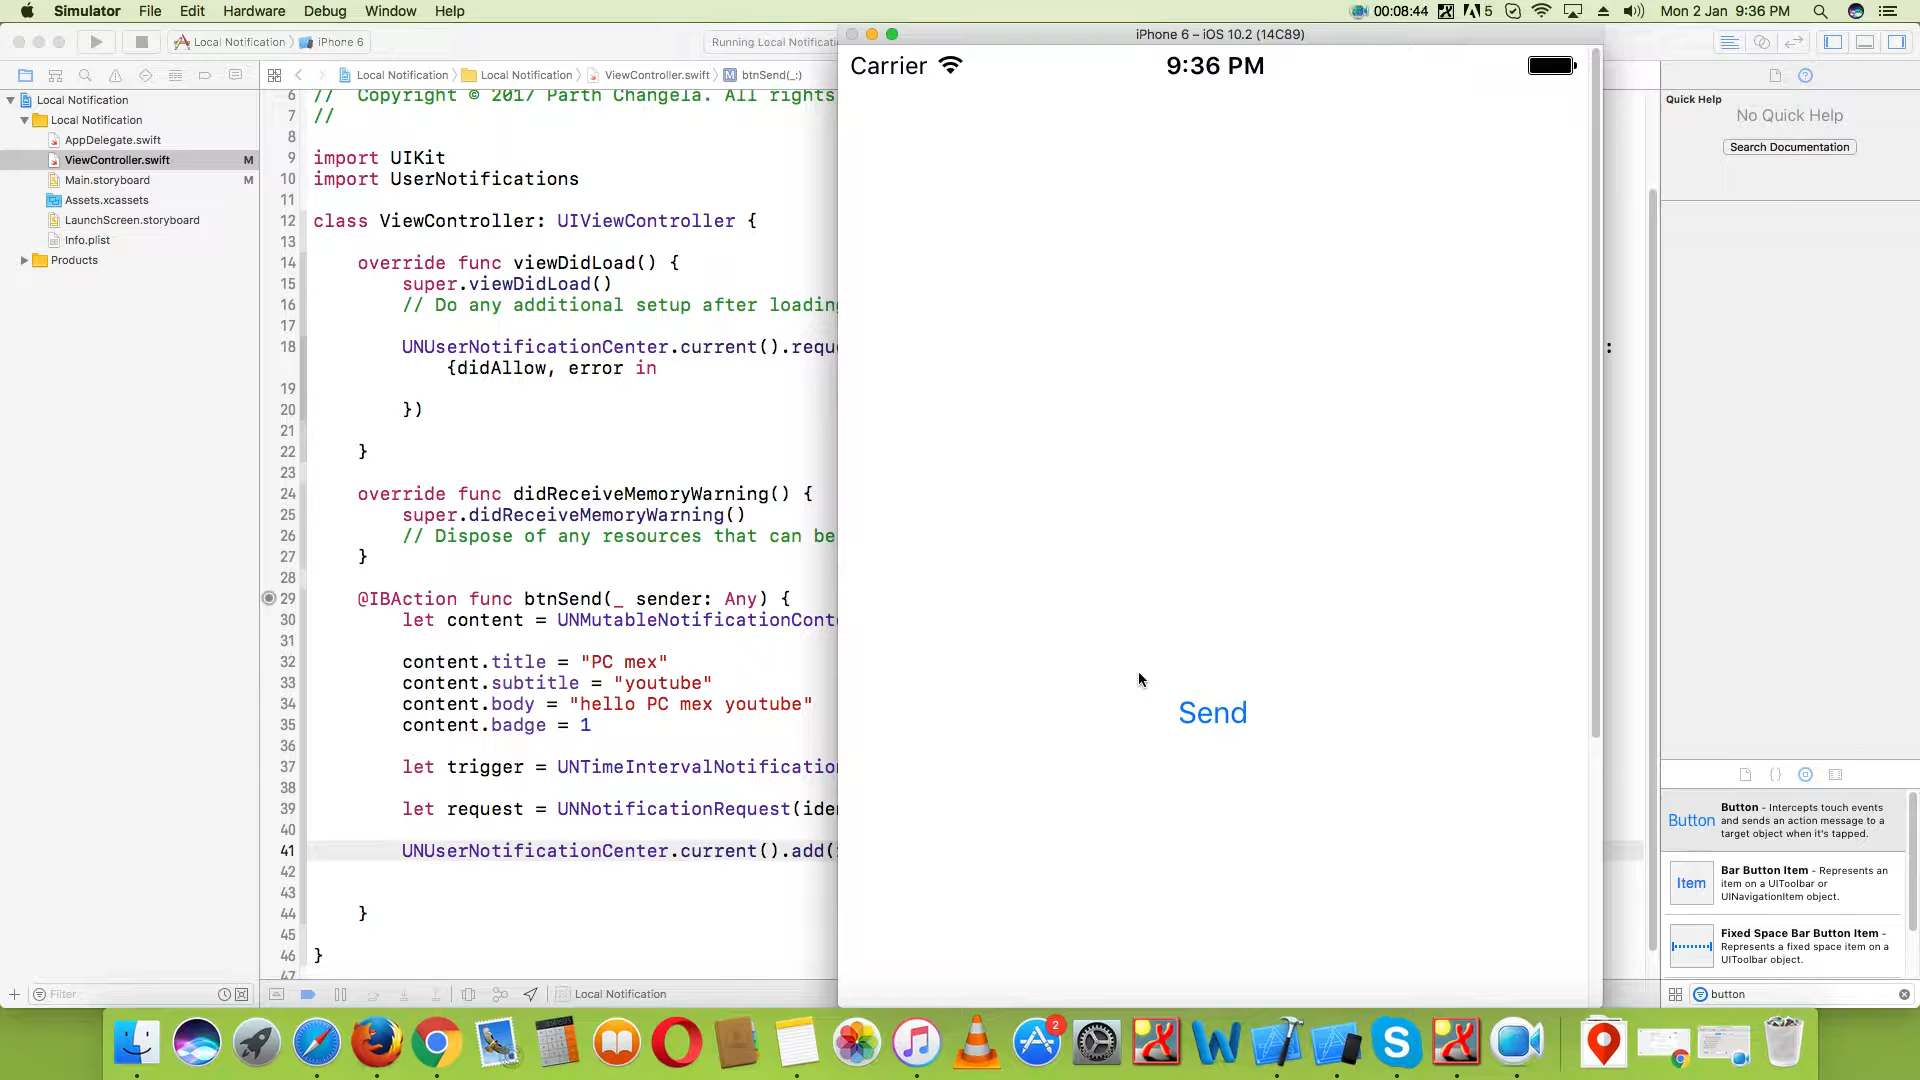 Simulator File Edit Hardware Debug Window Help
00:08:44 5 Mon 2 Jan 9:36 PM
Local Notification iPhone 6
Running Local Notificati
iPhone 6 – iOS 10.2 (14C89)
Local Notification Local Notification ViewController.swift btnSend(_:)
Local Notification
Local Notification
AppDelegate.swift
ViewController.swift M
Main.storyboard M
Assets.xcassets
LaunchScreen.storyboard
Info.plist
Products
Filter
6 // Copyright © 2017 Parth Changela. All rights
7 //
8
9 import UIKit
10 import UserNotifications
11
12 class ViewController: UIViewController {
13
14 override func viewDidLoad() {
15 super.viewDidLoad()
16 // Do any additional setup after loading
17
18 UNUserNotificationCenter.current().requ
{didAllow, error in
19
20 })
21
22 }
23
24 override func didReceiveMemoryWarning() {
25 super.didReceiveMemoryWarning()
26 // Dispose of any resources that can be
27 }
28
29 @IBAction func btnSend(_ sender: Any) {
30 let content = UNMutableNotificationConte
31
32 content.title = "PC mex"
33 content.subtitle = "youtube"
34 content.body = "hello PC mex youtube"
35 content.badge = 1
36
37 let trigger = UNTimeIntervalNotification
38
39 let request = UNNotificationRequest(iden
40
41 UNUserNotificationCenter.current().add(
42
43
44 }
45
46 }
47
Local Notification
Carrier 9:36 PM
Send
:
Quick Help
No Quick Help
Search Documentation
Button
Button - Intercepts touch events
and sends an action message to a
target object when it's tapped.
Item
Bar Button Item - Represents an
item on a UIToolbar or
UINavigationItem object.
Fixed Space Bar Button Item -
Represents a fixed space item on a
UIToolbar object.
button
2